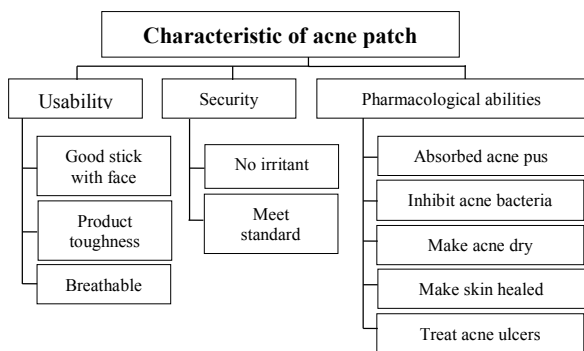 Characteristic of acne patch
Usability
Security
Pharmacological abilities
Good stick
with face
Product
toughness
Breathable
No irritant
Meet
standard
Absorbed acne pus
Inhibit acne bacteria
Make acne dry
Make skin healed
Treat acne ulcers